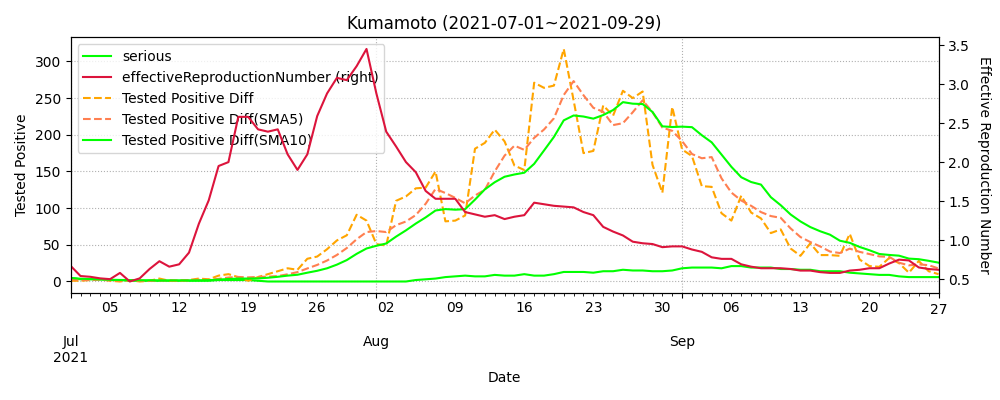 Kumamoto (2021-07-01~2021-09-29)
serious
effectiveReproductionNumber (right)
Tested Positive Diff
Tested Positive Diff(SMA5)
Tested Positive Diff(SMA10)
Tested Positive
300
250
200
150
100
50
0
3.5
3.0
2.5
2.0
1.5
1.0
0.5
Effective Reproduction Number
05 12 19 26 02 09 16 23 30 06 13 20 27
Jul Aug Sep
2021
Date